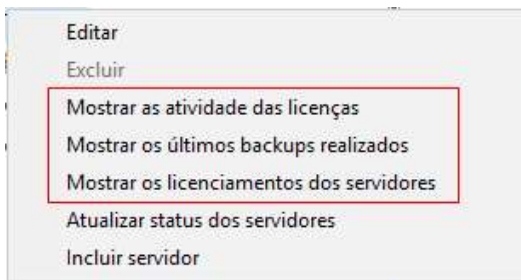 Editar
Excluir
Mostrar as atividade das licenças
Mostrar os últimos backups realizados
Mostrar os licenciamentos dos servidores
Atualizar status dos servidores
Incluir servidor